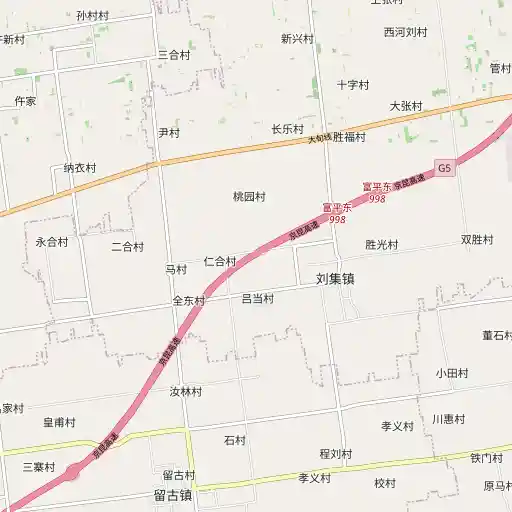 孙村村
上张村
西河刘村
新兴村
三合村
管村
十字村
仵家
大张村
长乐村
尹村
大旬线
胜福村
纳衣村
G5
京昆高速
富平东
998
桃园村
富平东
998
京昆高速
双胜村
永合村
二合村
胜光村
仁合村
马村
刘集镇
全东村
吕当村
董石村
京昆高速
小田村
汝林村
皇甫村
川惠村
孝义村
京昆高速
石村
程刘村
铁门村
三寨村
留古村
孝义村
校村
原马村
留古镇